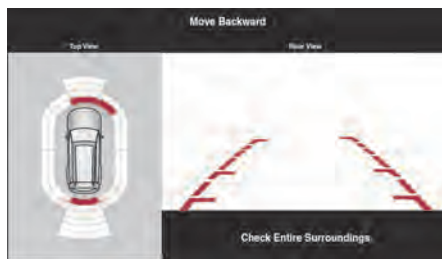 Move Backward
Top View
Rear View
Check Entire Surroundings